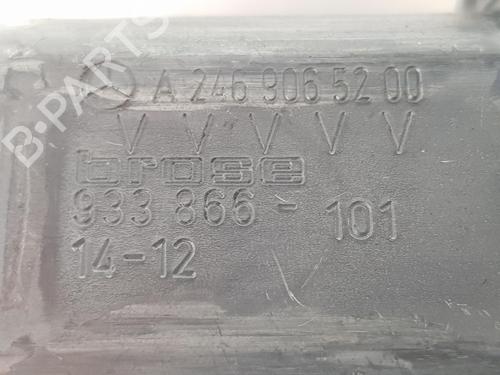 A 246 906 52 00
V V V V V
brose
933 866-101
14-12
B-PARTS